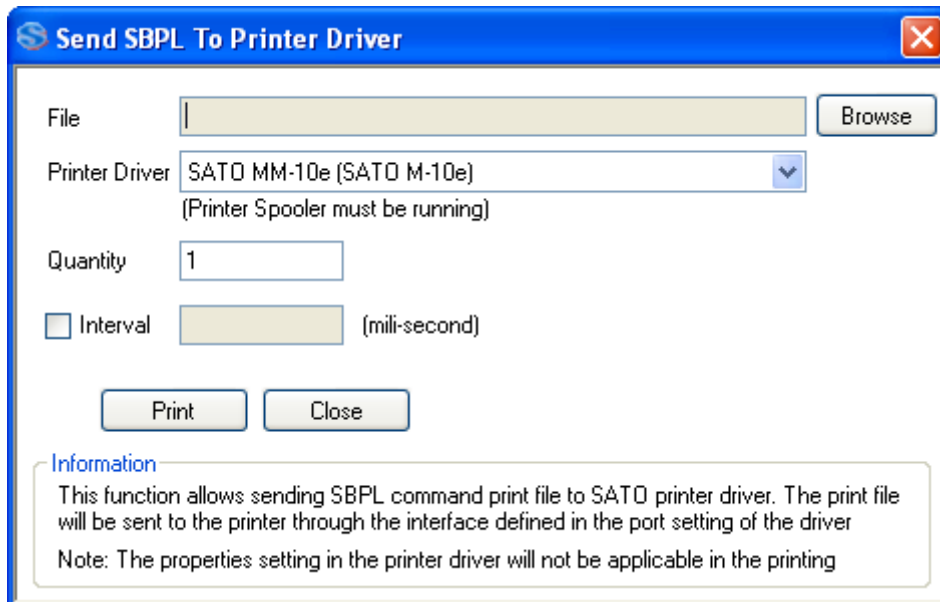 Send SBPL To Printer Driver
File
Browse
Printer Driver SATO MM-10e (SATO M-10e)
(Printer Spooler must be running)
Quantity 1
Interval (mili-second)
Print Close
Information
This function allows sending SBPL command print file to SATO printer driver. The print file
will be sent to the printer through the interface defined in the port setting of the driver
Note: The properties setting in the printer driver will not be applicable in the printing